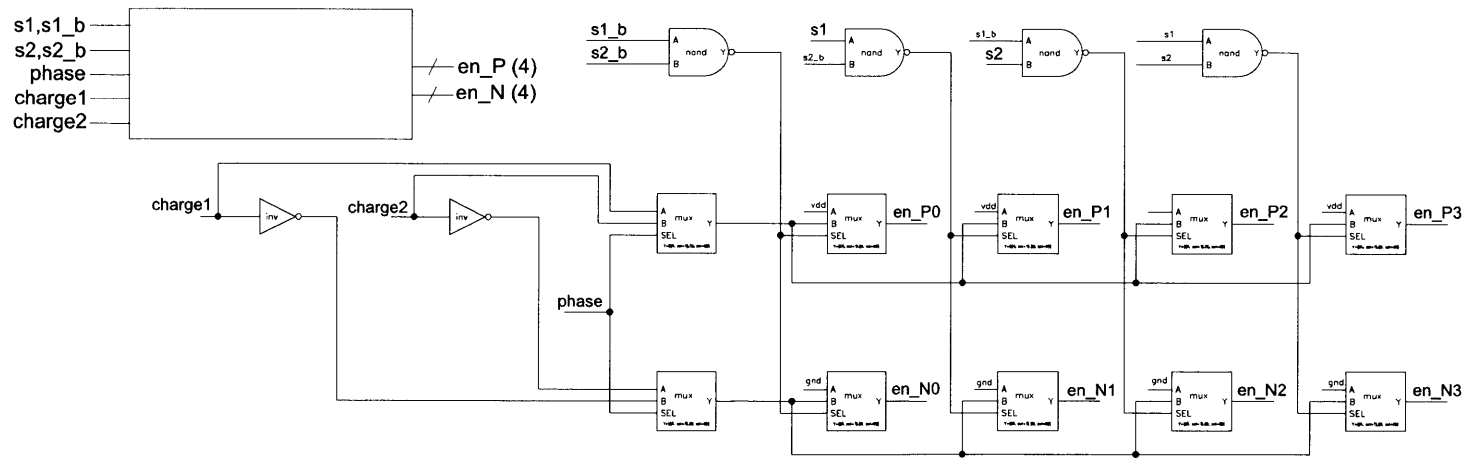 s1,s1_b
s2,s2_b
phase
charge1
charge2
en_P (4)
en_N (4)
s1_b
s2_b
A
B
nand
Y
s1
s2_b
A
B
nand
Y
s1_b
s2
A
B
nand
Y
s1
s2
A
B
nand
Y
charge1
inv
charge2
inv
A
B
SEL
mux
Y
vdd
A
B
SEL
mux
Y
en_P0
vdd
A
B
SEL
mux
Y
en_P1
A
B
SEL
mux
Y
en_P2
vdd
A
B
SEL
mux
Y
en_P3
phase
A
B
SEL
mux
Y
gnd
A
B
SEL
mux
Y
en_N0
gnd
A
B
SEL
mux
Y
en_N1
gnd
A
B
SEL
mux
Y
en_N2
gnd
A
B
SEL
mux
Y
en_N3